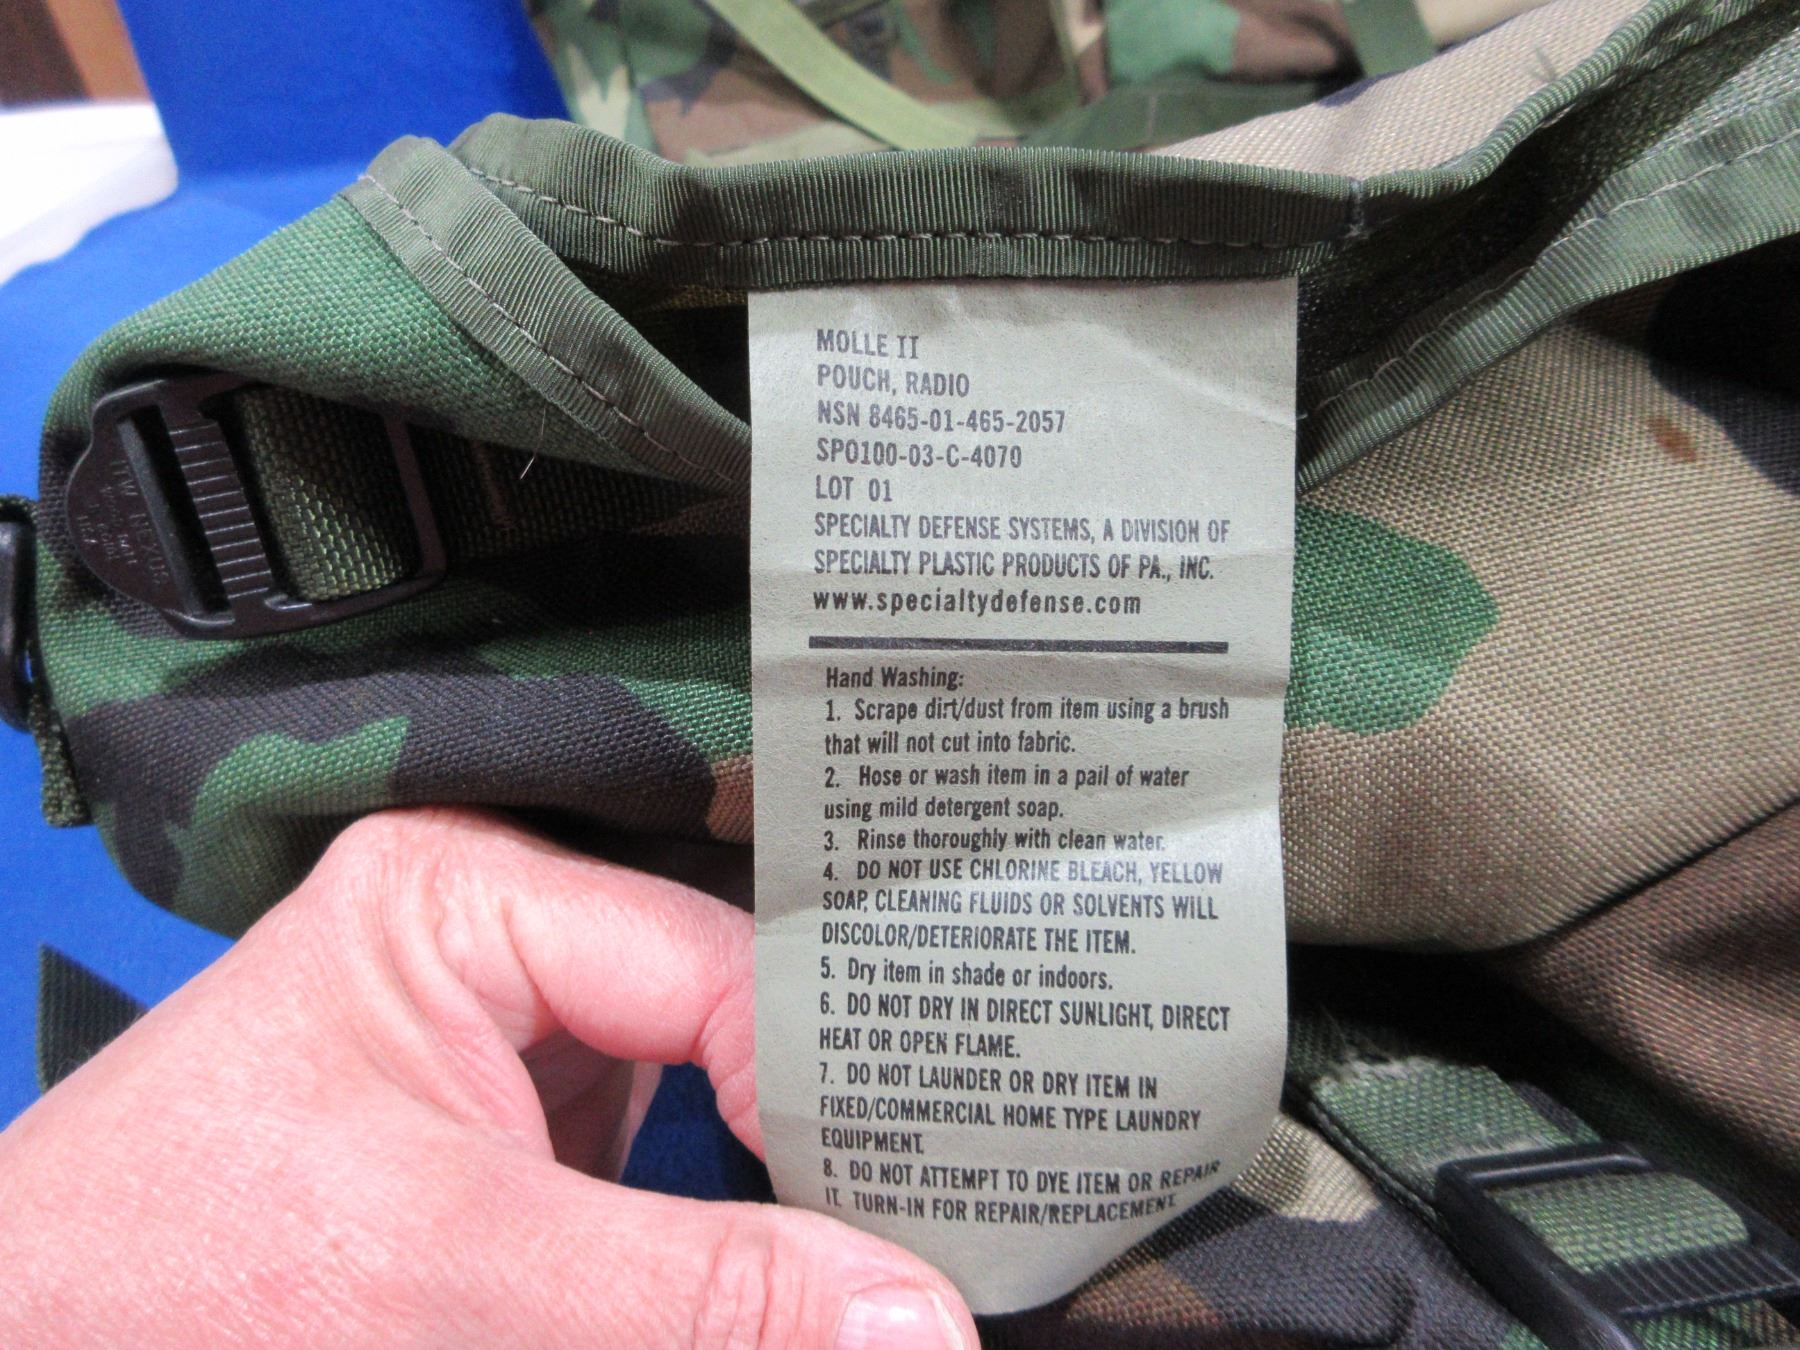 MOLLE II
POUCH, RADIO
NSN 8465-01-465-2057
SPO100-03-C-4070
LOT 01
SPECIALTY DEFENSE SYSTEMS, A DIVISION OF
SPECIALTY PLASTIC PRODUCTS OF PA., INC.
www.specialtydefense.com
Hand Washing:
1. Scrape dirt/dust from item using a brush
that will not cut into fabric.
2. Hose or wash item in a pail of water
using mild detergent soap.
3. Rinse thoroughly with clean water.
4. DO NOT USE CHLORINE BLEACH, YELLOW
SOAP, CLEANING FLUIDS OR SOLVENTS WILL
DISCOLOR/DETERIORATE THE ITEM.
5. Dry item in shade or indoors.
6. DO NOT DRY IN DIRECT SUNLIGHT, DIRECT
HEAT OR OPEN FLAME.
7. DO NOT LAUNDER OR DRY ITEM IN
FIXED/COMMERCIAL HOME TYPE LAUNDRY
EQUIPMENT.
8. DO NOT ATTEMPT TO DYE ITEM OR REPAIR
IT. TURN-IN FOR REPAIR/REPLACEMENT